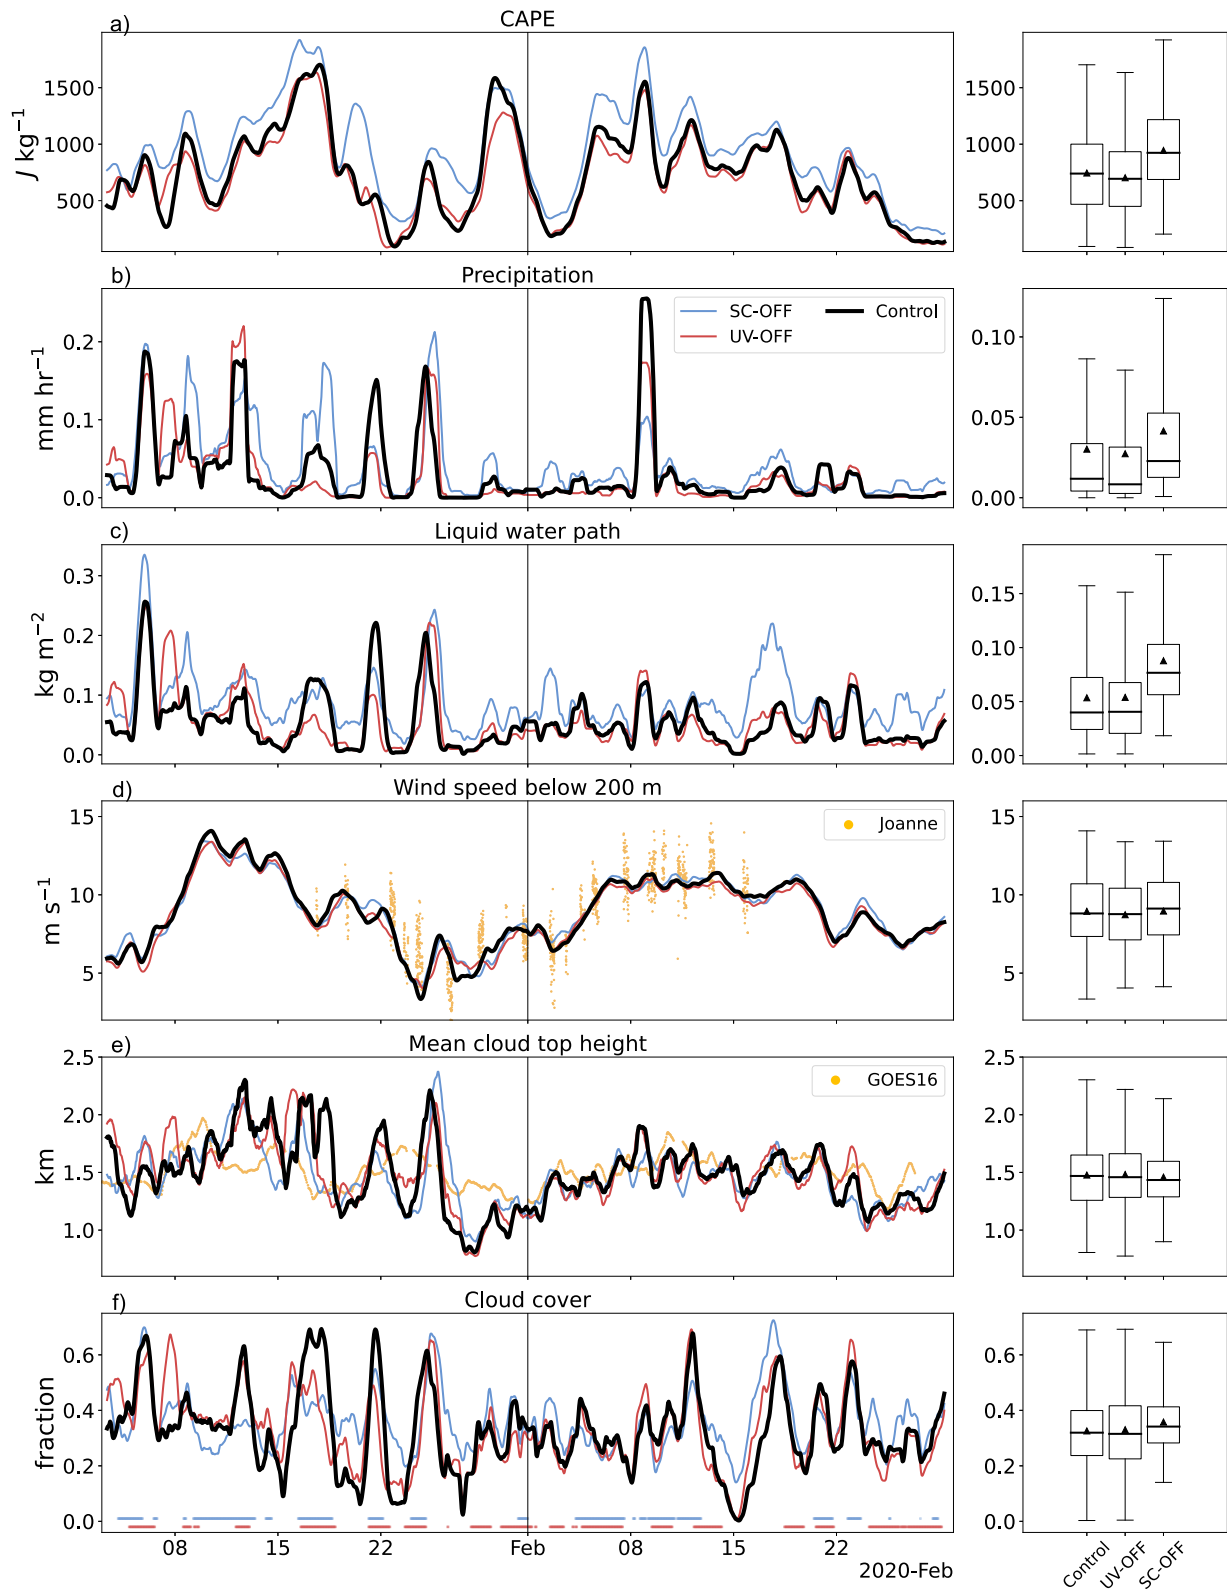 a)
CAPE
J kg⁻¹
1500
1000
500
1500
1000
500
b)
Precipitation
mm hr⁻¹
0.2
0.1
0.0
SC-OFF
UV-OFF
Control
0.10
0.05
0.00
c)
Liquid water path
kg m⁻²
0.3
0.2
0.1
0.0
0.15
0.10
0.05
0.00
d)
Wind speed below 200 m
m s⁻¹
15
10
5
Joanne
15
10
5
e)
Mean cloud top height
km
2.5
2.0
1.5
1.0
GOES16
2.5
2.0
1.5
1.0
f)
Cloud cover
fraction
0.6
0.4
0.2
0.0
0.6
0.4
0.2
0.0
08 15 22 Feb 08 15 22
2020-Feb
Control
UV-OFF
SC-OFF